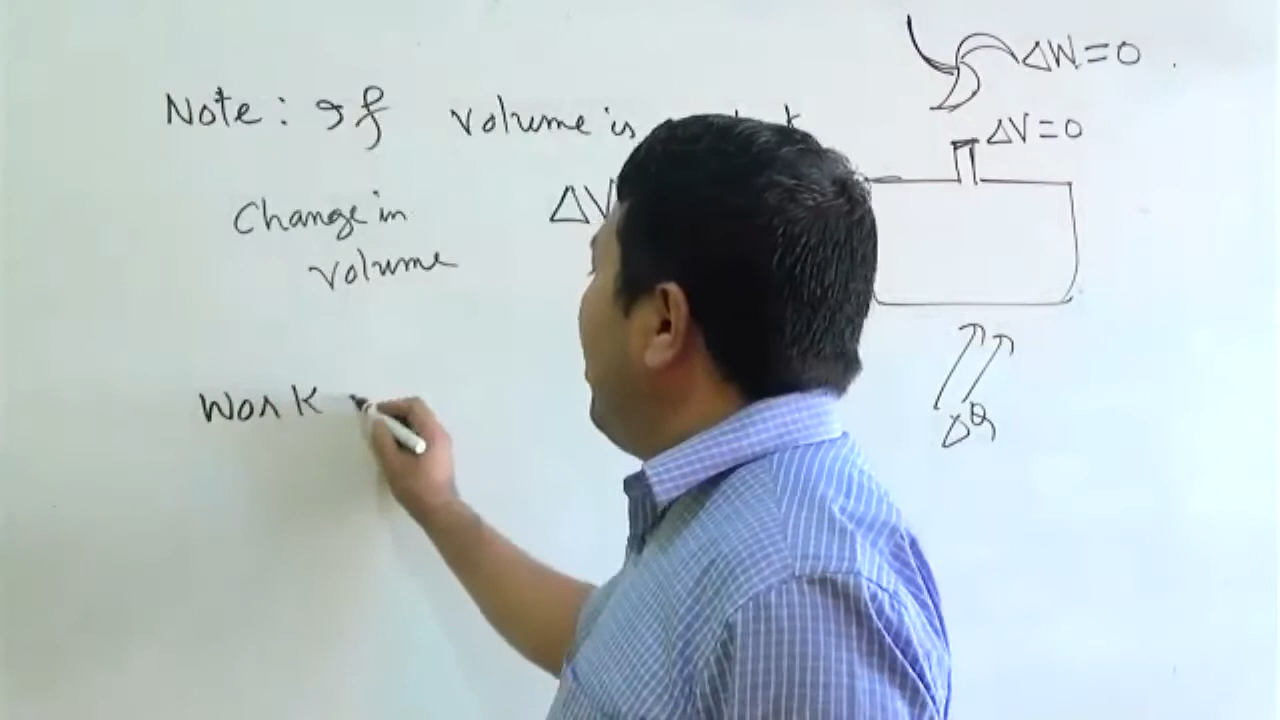 Note: If volume is
Change in
volume
ΔV
Work
ΔW=0
ΔV=0
ΔQ